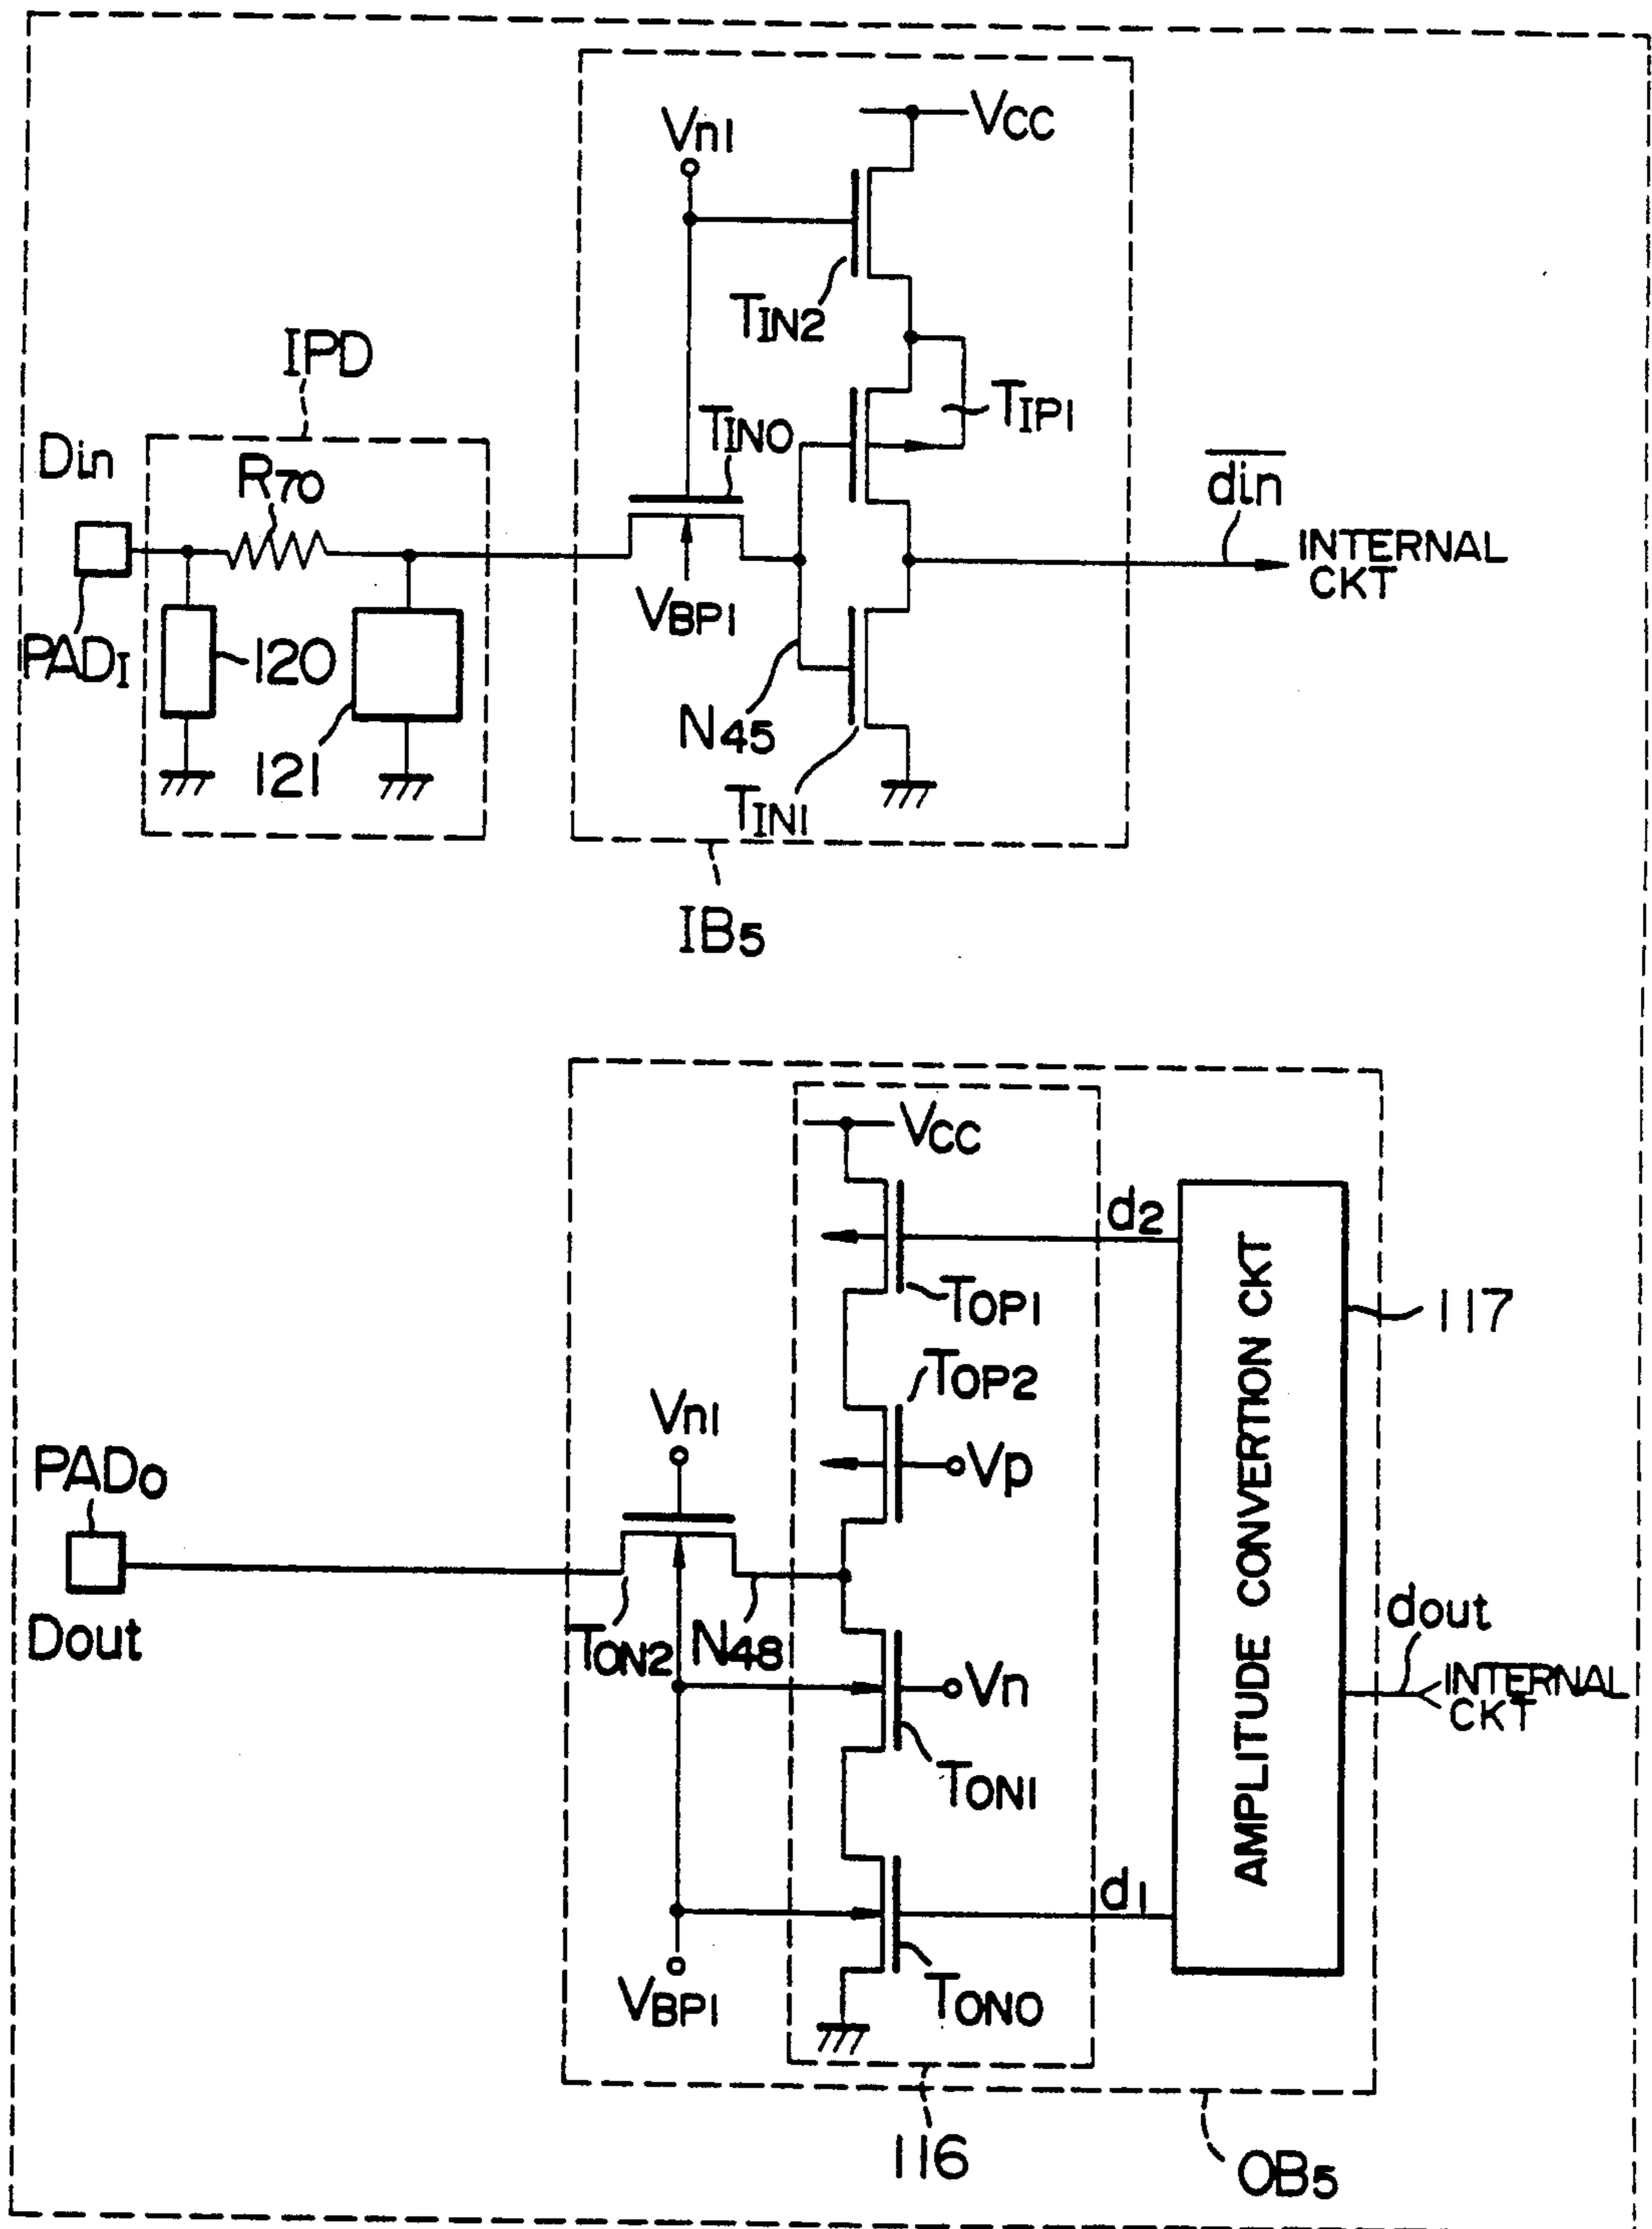 Vn1
VCC
TIN2
IPD
TIP1
Din
R70
TIN0
din
INTERNAL
CKT
PADI
120
VBP1
121
N45
TIN1
IB5
VCC
d2
TOP1
117
TOP2
Vn1
Vp
PADO
AMPLITUDE CONVERTION CKT
dout
Dout
TON2
N48
Vn
INTERNAL
CKT
TON1
d1
VBP1
TON0
116
OB5